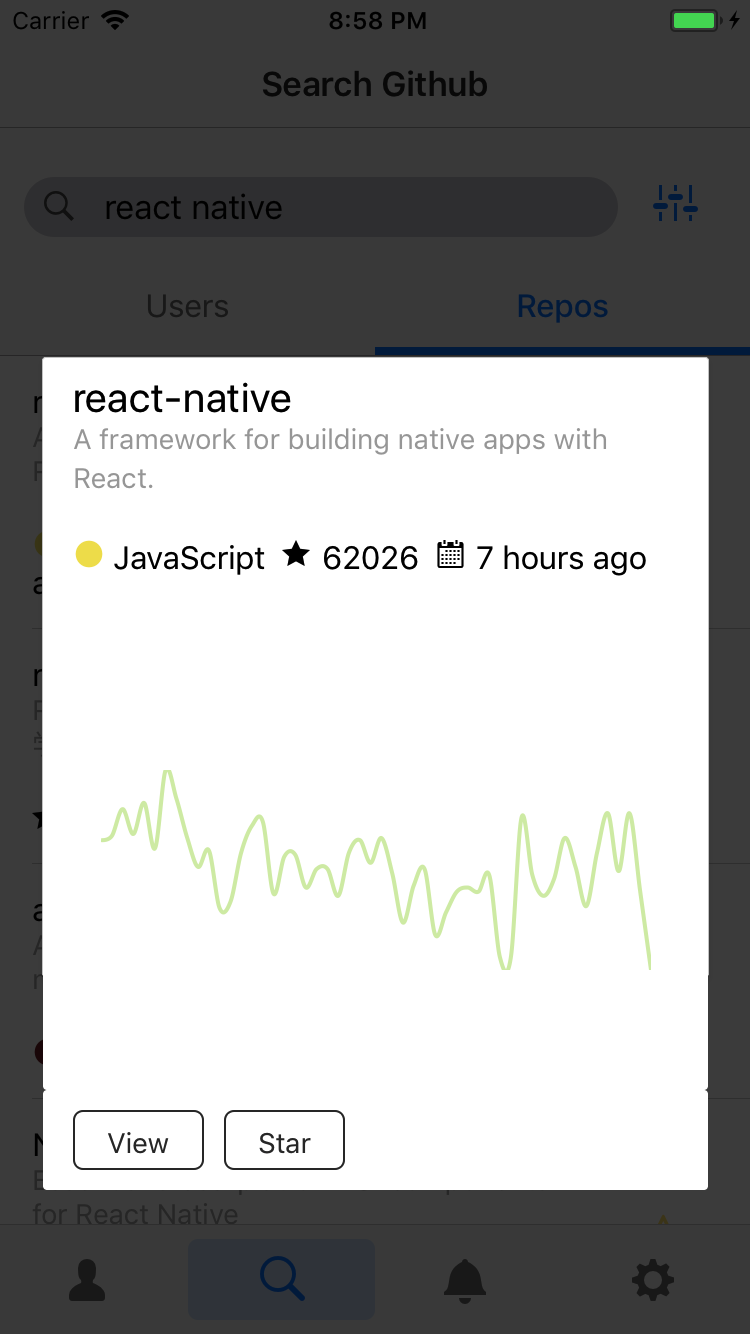 Carrier 8:58 PM
Search Github
react native
Users Repos
react-native
A framework for building native apps with
React.
JavaScript 62026 7 hours ago
View Star
for React Native